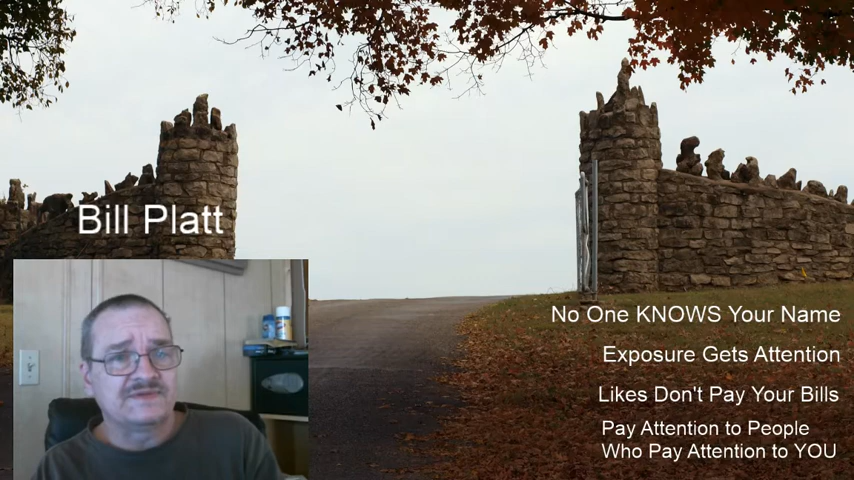 Bill Platt
No One KNOWS Your Name
Exposure Gets Attention
Likes Don't Pay Your Bills
Pay Attention to People
Who Pay Attention to YOU